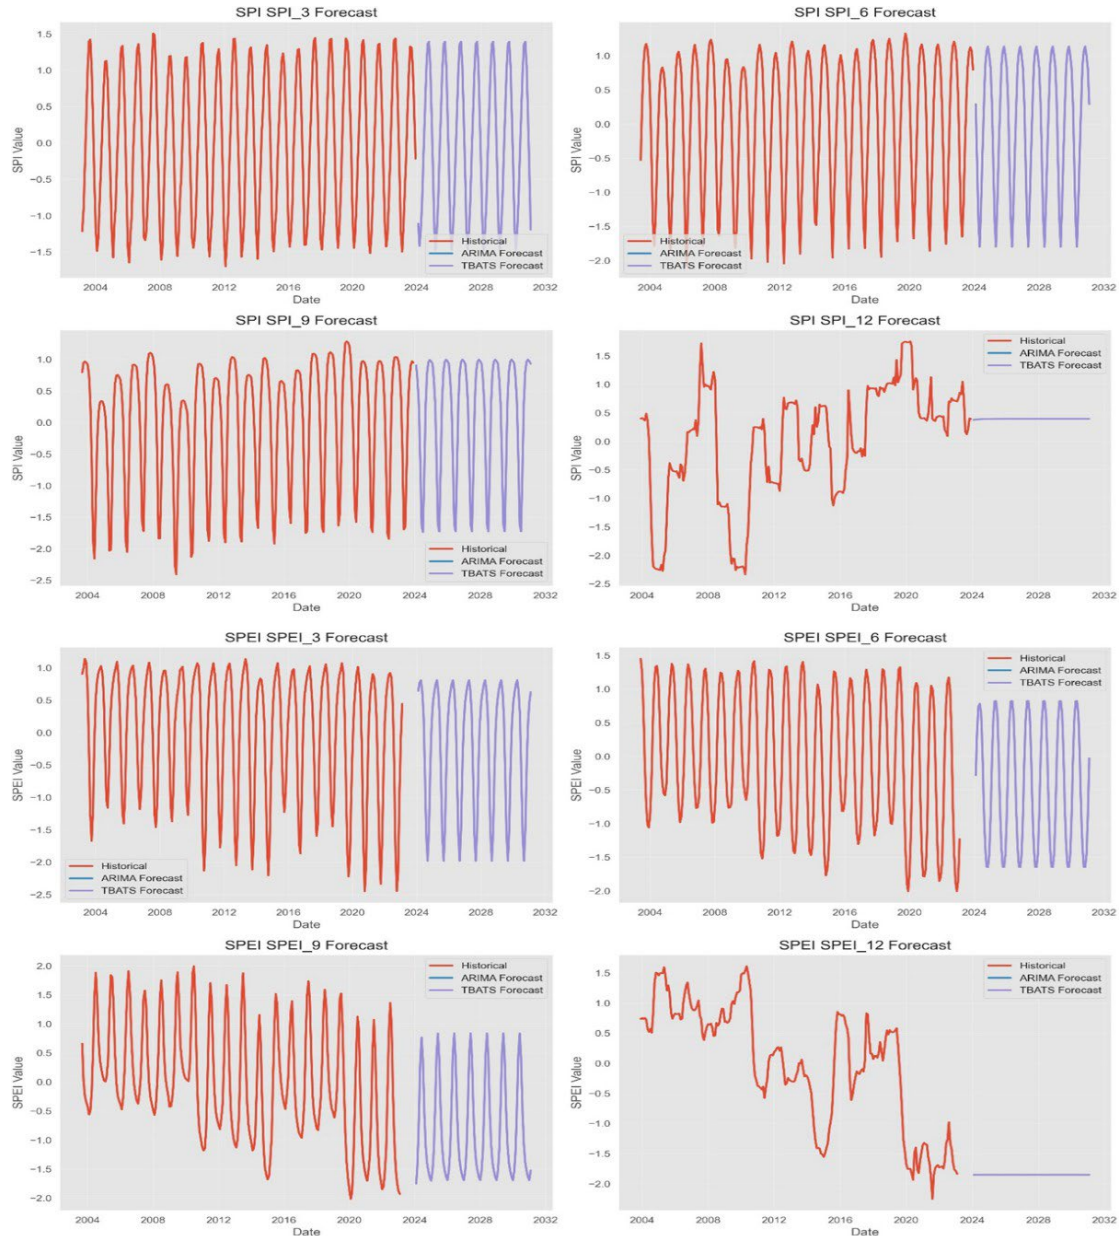 SPI SPI_3 Forecast
1.5
1.0
0.5
0.0
−0.5
−1.0
−1.5
SPI Value
Historical
ARIMA Forecast
TBATS Forecast
2004 2008 2012 2016 2020 2024 2028 2032
Date
SPI SPI_6 Forecast
1.0
0.5
0.0
−0.5
−1.0
−1.5
−2.0
SPI Value
Historical
ARIMA Forecast
TBATS Forecast
2004 2008 2012 2016 2020 2024 2028 2032
Date
SPI SPI_9 Forecast
1.0
0.5
0.0
−0.5
−1.0
−1.5
−2.0
−2.5
SPI Value
Historical
ARIMA Forecast
TBATS Forecast
2004 2008 2012 2016 2020 2024 2028 2032
Date
SPI SPI_12 Forecast
1.5
1.0
0.5
0.0
−0.5
−1.0
−1.5
−2.0
−2.5
SPI Value
Historical
ARIMA Forecast
TBATS Forecast
2004 2008 2012 2016 2020 2024 2028 2032
Date
SPEI SPEI_3 Forecast
1.0
0.5
0.0
−0.5
−1.0
−1.5
−2.0
−2.5
SPEI Value
Historical
ARIMA Forecast
TBATS Forecast
2004 2008 2012 2016 2020 2024 2028 2032
Date
SPEI SPEI_6 Forecast
1.5
1.0
0.5
0.0
−0.5
−1.0
−1.5
−2.0
SPEI Value
Historical
ARIMA Forecast
TBATS Forecast
2004 2008 2012 2016 2020 2024 2028 2032
Date
SPEI SPEI_9 Forecast
2.0
1.5
1.0
0.5
0.0
−0.5
−1.0
−1.5
−2.0
SPEI Value
Historical
ARIMA Forecast
TBATS Forecast
2004 2008 2012 2016 2020 2024 2028 2032
Date
SPEI SPEI_12 Forecast
1.5
1.0
0.5
0.0
−0.5
−1.0
−1.5
−2.0
SPEI Value
Historical
ARIMA Forecast
TBATS Forecast
2004 2008 2012 2016 2020 2024 2028 2032
Date